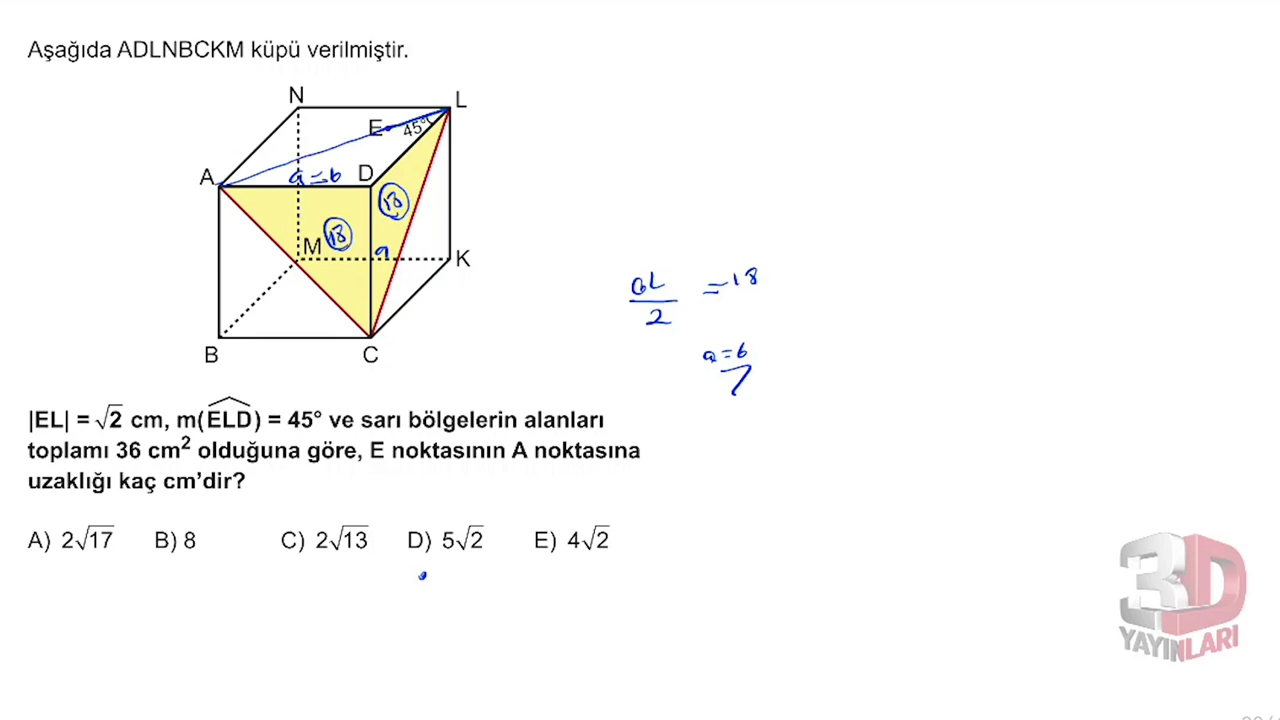 Aşağıda ADLNBCKM küpü verilmiştir.
N
L
E
45°
A
a=6
D
18
M
18
a
K
B
C
a²/2 = 18
a=6
|EL| = √2 cm, m(ELD) = 45° ve sarı bölgelerin alanları
toplamı 36 cm² olduğuna göre, E noktasının A noktasına
uzaklığı kaç cm’dir?
A) 2√17 B) 8 C) 2√13 D) 5√2 E) 4√2
3D
YAYINLARI